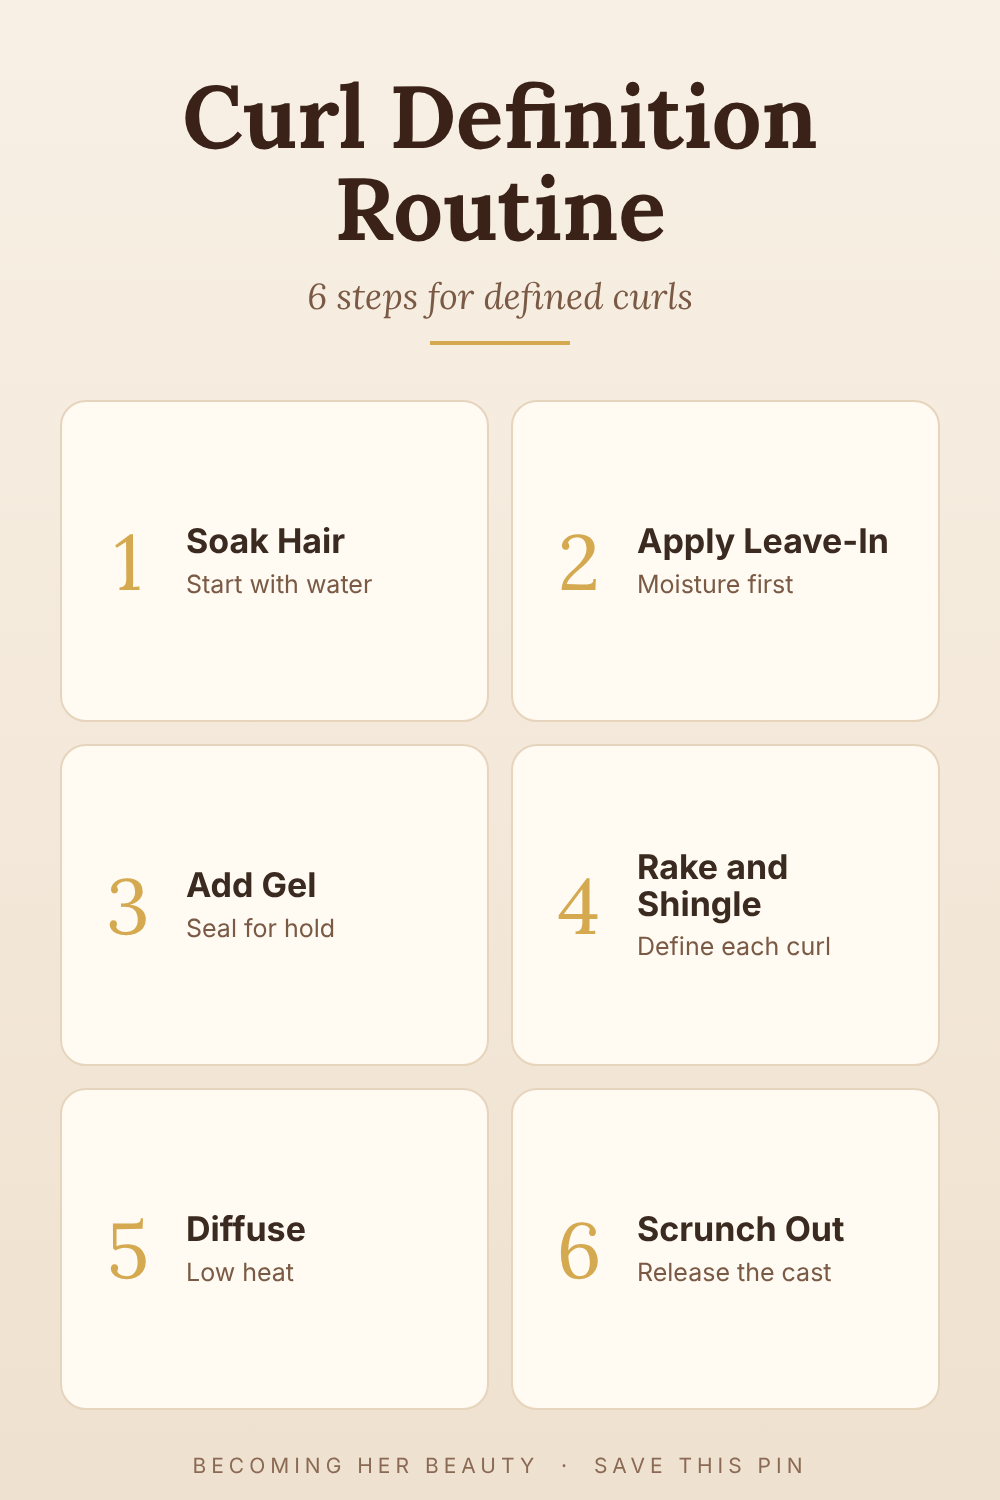 Curl Definition
Routine
6 steps for defined curls
1
Soak Hair
Start with water
2
Apply Leave-In
Moisture first
3
Add Gel
Seal for hold
4
Rake and
Shingle
Define each curl
5
Diffuse
Low heat
6
Scrunch Out
Release the cast
BECOMING HER BEAUTY · SAVE THIS PIN